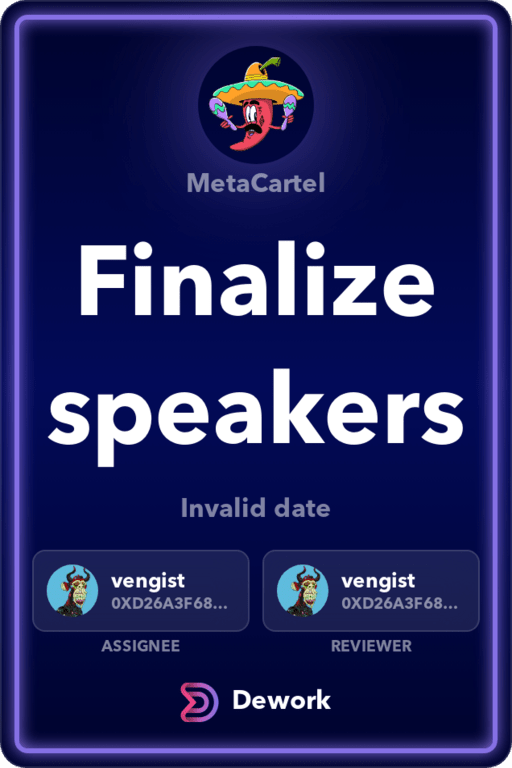 MetaCartel
Finalize
speakers
Invalid date
vengist
0XD26A3F68...
ASSIGNEE
vengist
0XD26A3F68...
REVIEWER
Dework